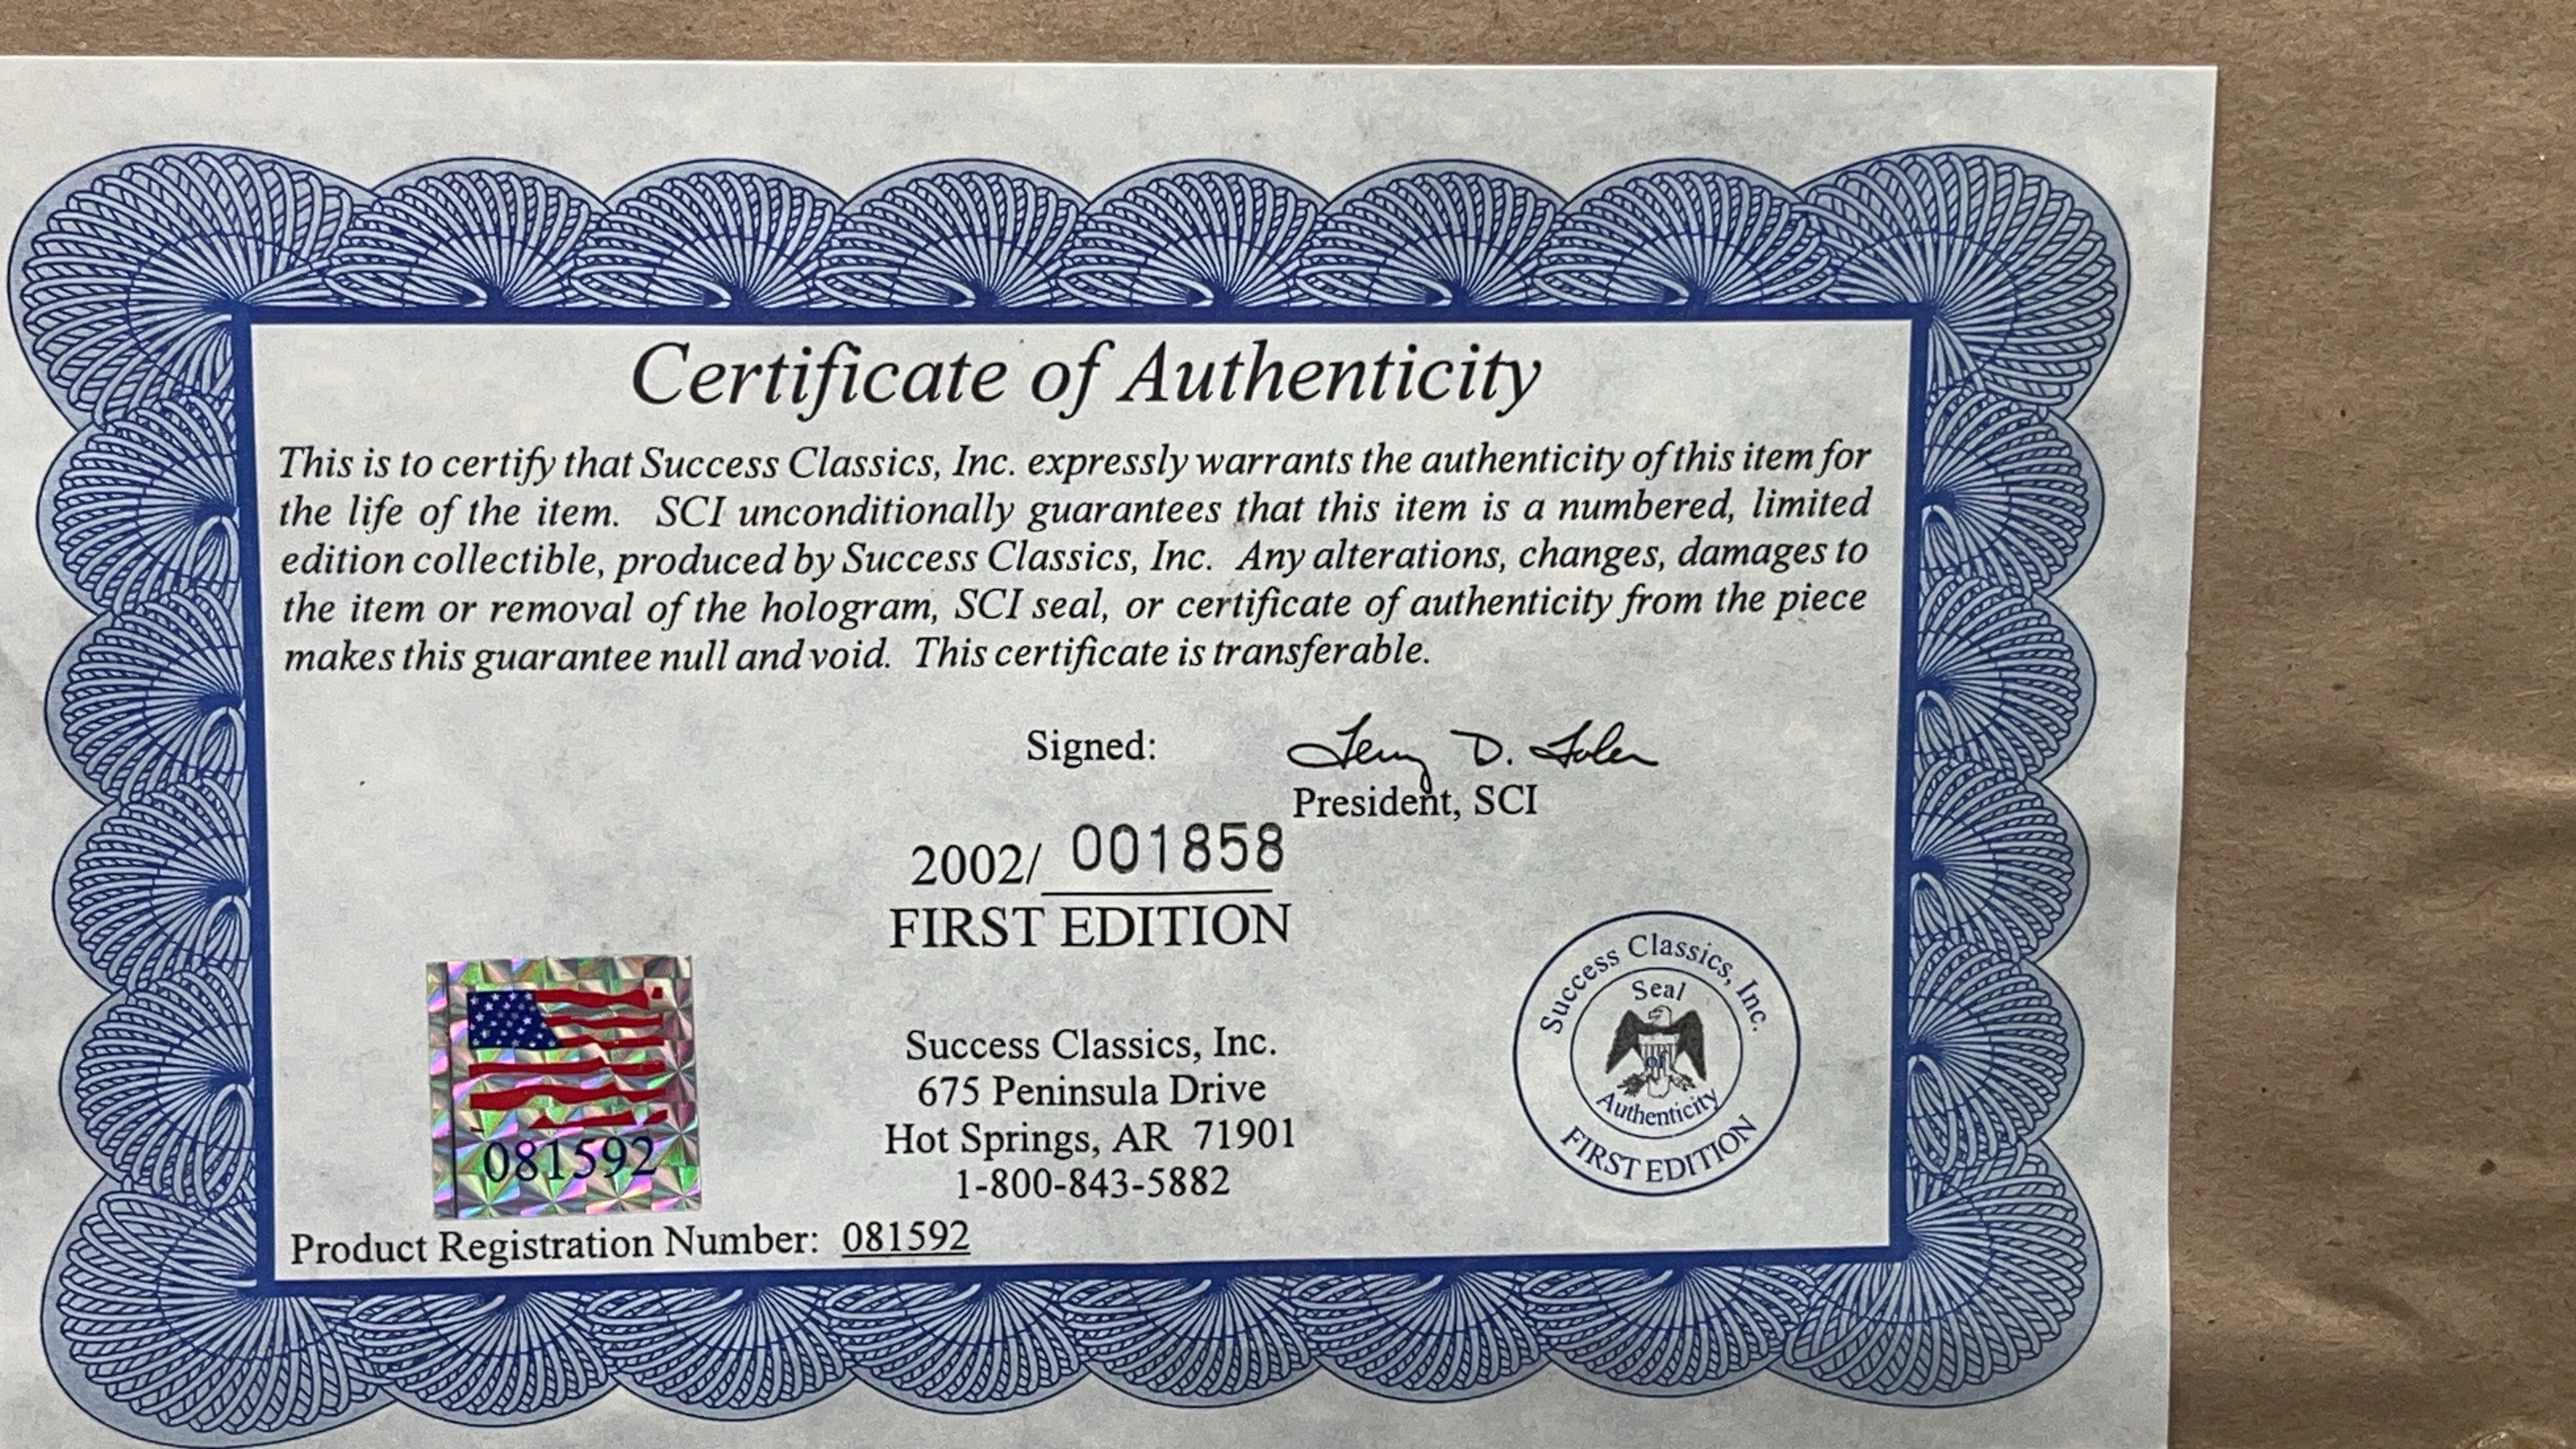 Certificate of Authenticity
This is to certify that Success Classics, Inc. expressly warrants the authenticity of this item for
the life of the item. SCI unconditionally guarantees that this item is a numbered, limited
edition collectible, produced by Success Classics, Inc. Any alterations, changes, damages to
the item or removal of the hologram, SCI seal, or certificate of authenticity from the piece
makes this guarantee null and void. This certificate is transferable.
Signed: D.
President, SCI
2002/ 001858
FIRST EDITION
081592
Success Classics, Inc.
675 Peninsula Drive
Hot Springs, AR 71901
1-800-843-5882
Success Classics, Inc.
Seal
of
Authenticity
FIRST EDITION
Product Registration Number: 081592